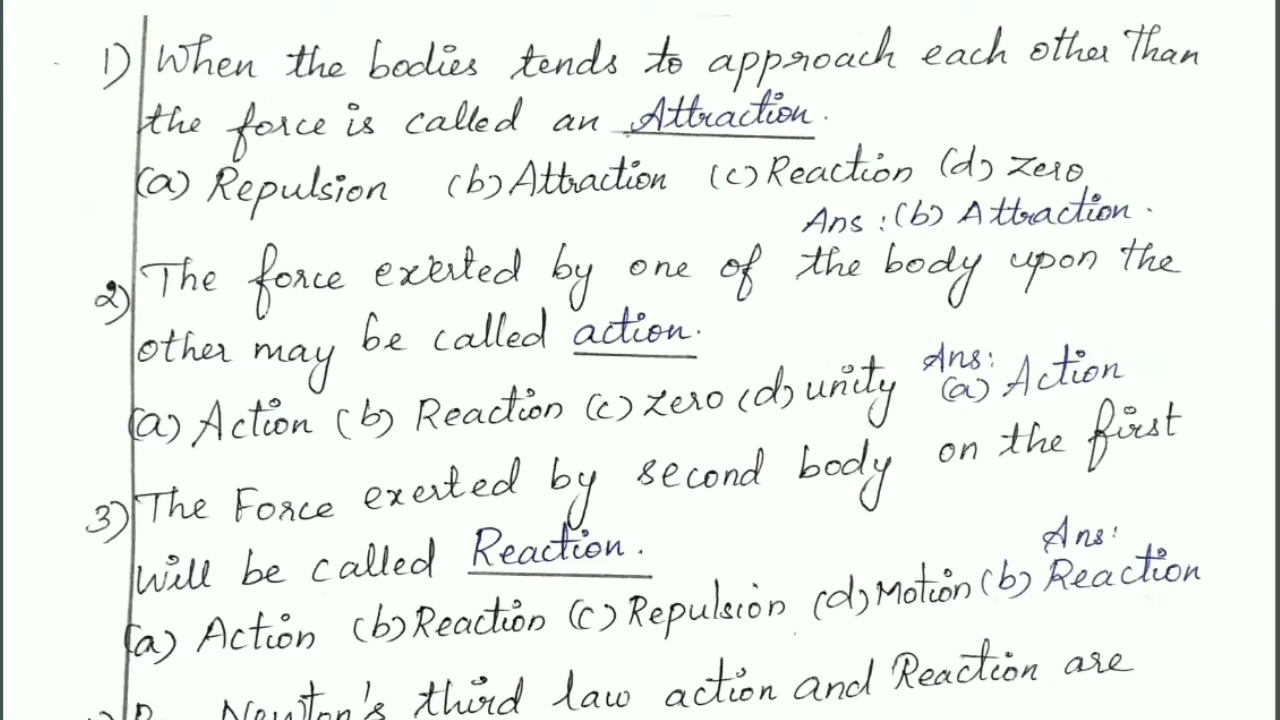 1) When the bodies tends to approach each other than
the force is called an Attraction.
(a) Repulsion (b) Attraction (c) Reaction (d) zero
Ans : (b) Attraction.
2) The force exerted by one of the body upon the
other may be called action.
Ans:
(a) Action (b) Reaction (c) zero (d) unity (a) Action
3) The Force exerted by second body on the first
will be called Reaction.
Ans:
(a) Action (b) Reaction (c) Repulsion (d) Motion (b) Reaction
Newton's third law action and Reaction are